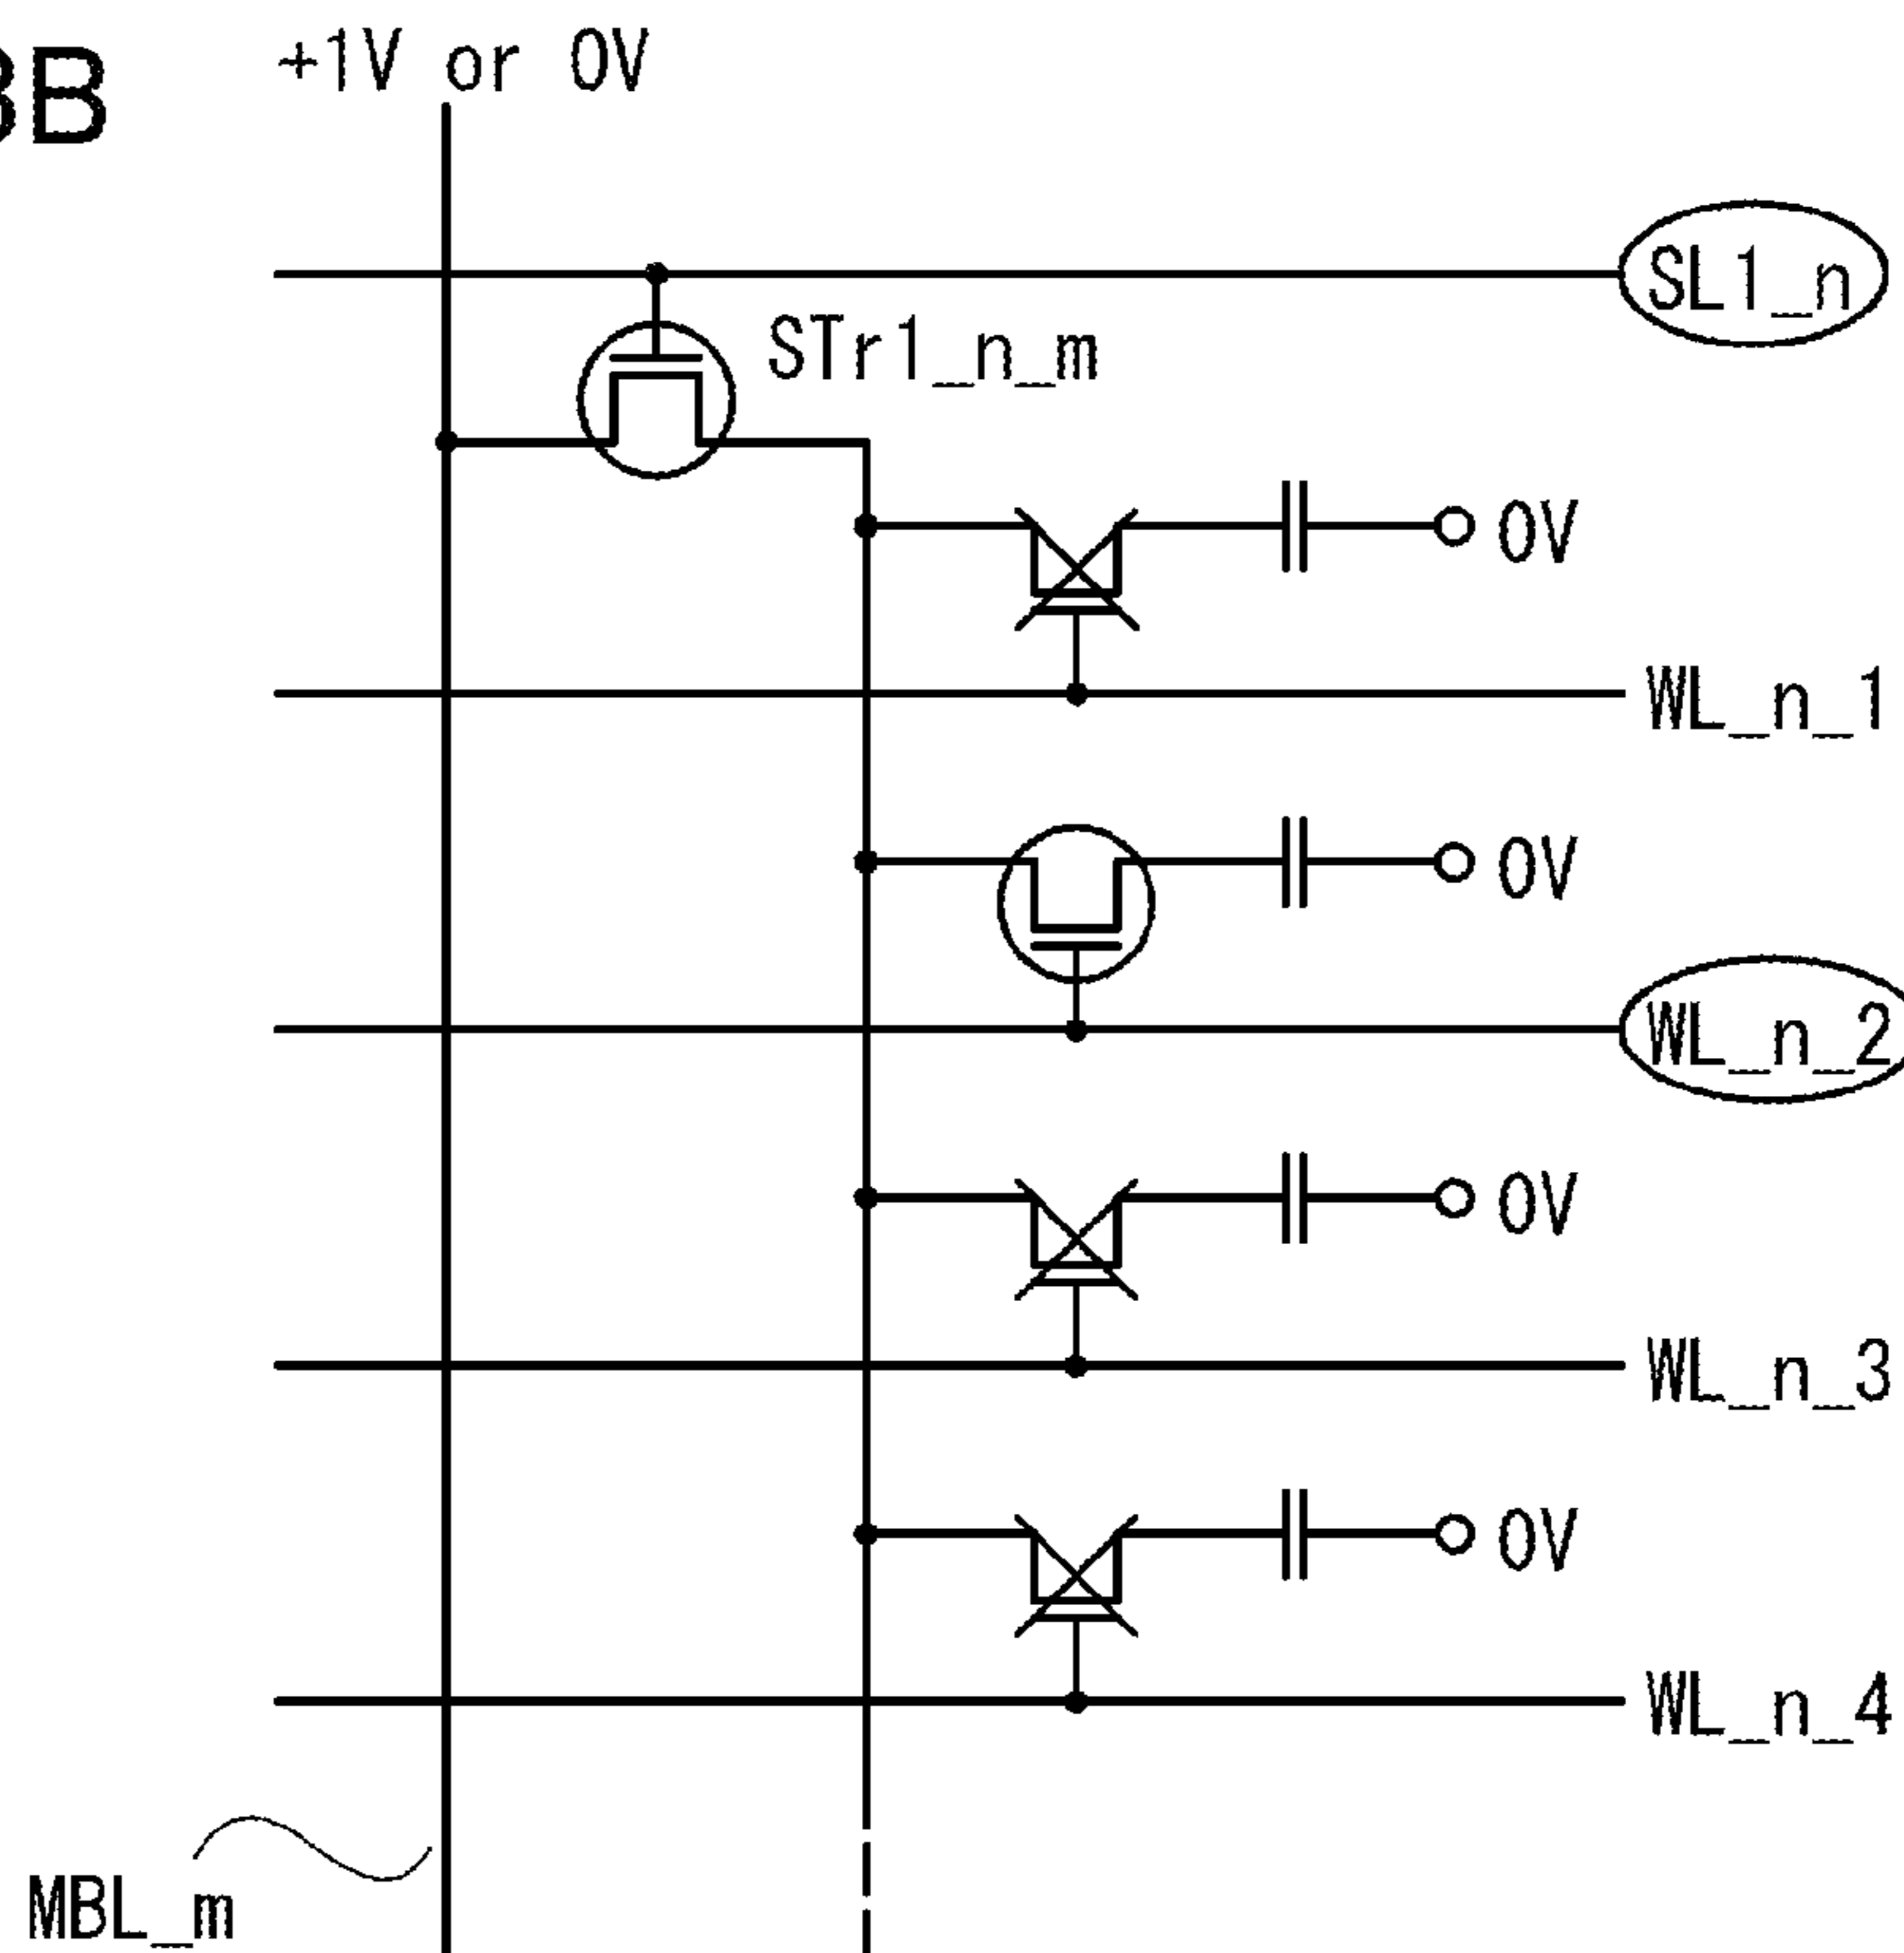 3B
+1V or 0V
SL1_n
STr1_n_m
0V
WL_n_1
0V
WL_n_2
0V
WL_n_3
0V
WL_n_4
MBL_m